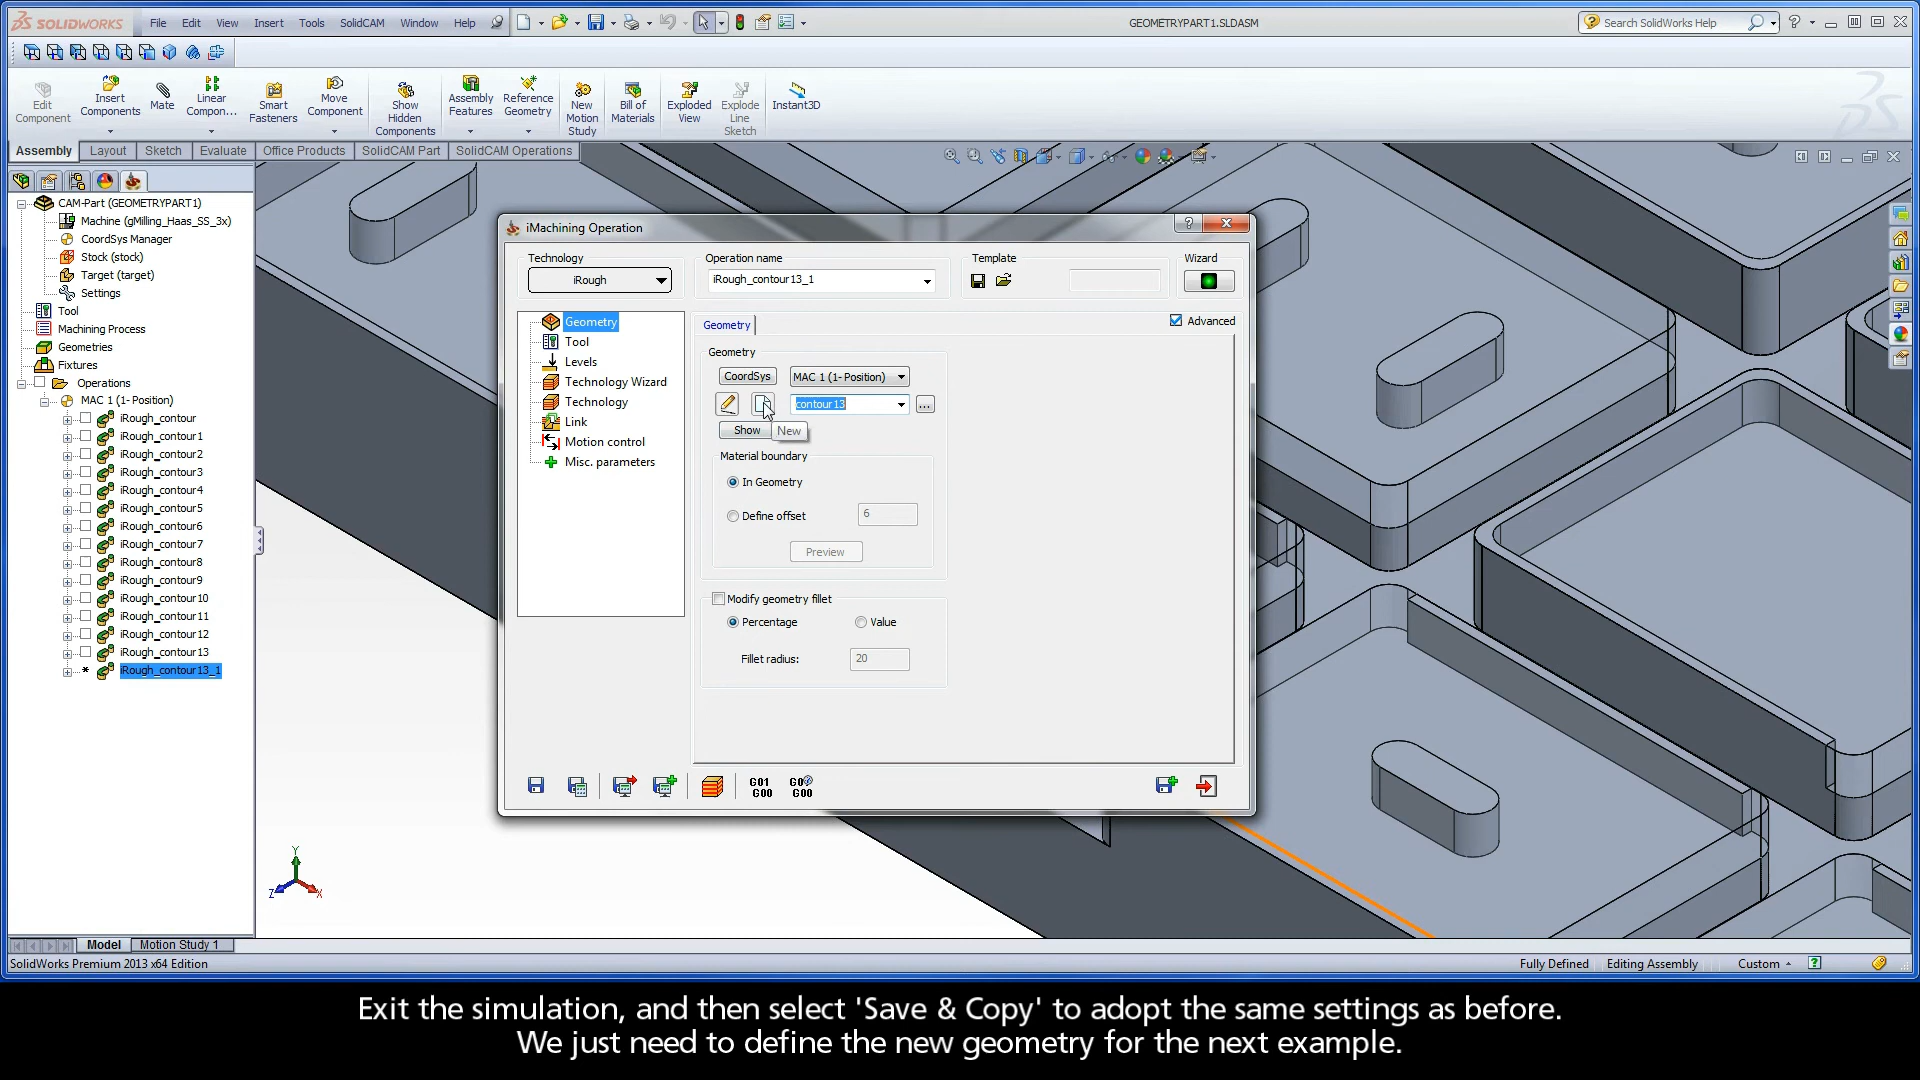 SOLIDWORKS
File Edit View Insert Tools SolidCAM Window Help
GEOMETRYPART1.SLDASM
Search SolidWorks Help
Edit Component
Insert Components
Mate
Linear Compon...
Smart Fasteners
Move Component
Show Hidden Components
Assembly Features
Reference Geometry
New Motion Study
Bill of Materials
Exploded View
Explode Line Sketch
Instant3D
Assembly Layout Sketch Evaluate Office Products SolidCAM Part SolidCAM Operations
CAM-Part (GEOMETRYPART1)
Machine (gMilling_Haas_SS_3x)
CoordSys Manager
Stock (stock)
Target (target)
Settings
Tool
Machining Process
Geometries
Fixtures
Operations
MAC 1 (1- Position)
iRough_contour
iRough_contour1
iRough_contour2
iRough_contour3
iRough_contour4
iRough_contour5
iRough_contour6
iRough_contour7
iRough_contour8
iRough_contour9
iRough_contour10
iRough_contour11
iRough_contour12
iRough_contour13
* iRough_contour13_1
iMachining Operation
Technology
iRough
Operation name
iRough_contour13_1
Template
Wizard
Geometry
Tool
Levels
Technology Wizard
Technology
Link
Motion control
Misc. parameters
Geometry
Advanced
Geometry
CoordSys MAC 1 (1- Position)
contour13 ...
Show New
Material boundary
In Geometry
Define offset 6
Preview
Modify geometry fillet
Percentage Value
Fillet radius: 20
G01 G00
G00
Y
Z X
Model Motion Study 1
SolidWorks Premium 2013 x64 Edition
Fully Defined Editing Assembly Custom
Exit the simulation, and then select 'Save & Copy' to adopt the same settings as before.
We just need to define the new geometry for the next example.